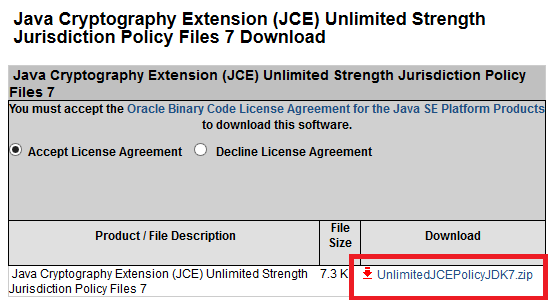 Java Cryptography Extension (JCE) Unlimited Strength
Jurisdiction Policy Files 7 Download
Java Cryptography Extension (JCE) Unlimited Strength Jurisdiction Policy
Files 7
You must accept the Oracle Binary Code License Agreement for the Java SE Platform Products
to download this software.
Accept License Agreement Decline License Agreement
Product / File Description File Size Download
Java Cryptography Extension (JCE) Unlimited Strength 7.3 K UnlimitedJCEPolicyJDK7.zip
Jurisdiction Policy Files 7